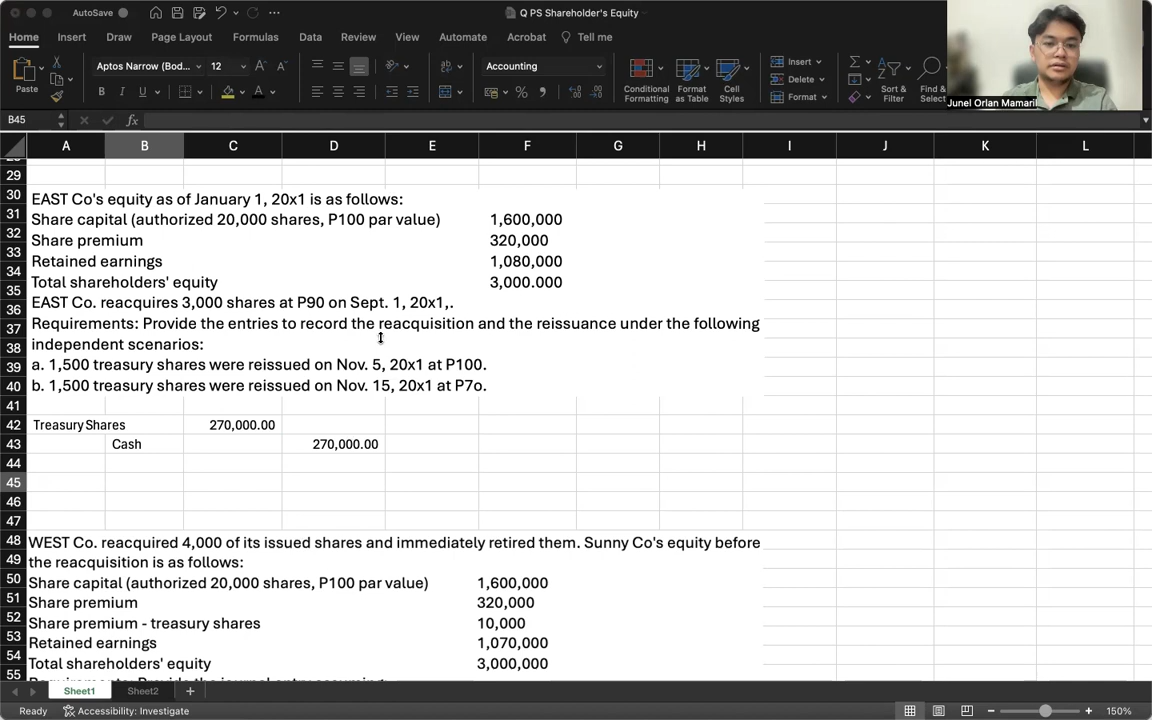 AutoSave
Q PS Shareholder's Equity
Home Insert Draw Page Layout Formulas Data Review View Automate Acrobat Tell me
Paste
Aptos Narrow (Bod...
12
Accounting
Conditional Formatting
Format as Table
Cell Styles
Insert
Delete
Format
Sort & Filter
Find &
Junel Orlan Mamaril
B45
fx
A B C D E F G H I J K L
29
30
31
32
33
34
35
36
37
38
39
40
41
42
43
44
45
46
47
48
49
50
51
52
53
54
55
EAST Co's equity as of January 1, 20x1 is as follows:
Share capital (authorized 20,000 shares, P100 par value) 1,600,000
Share premium 320,000
Retained earnings 1,080,000
Total shareholders' equity 3,000.000
EAST Co. reacquires 3,000 shares at P90 on Sept. 1, 20x1,.
Requirements: Provide the entries to record the reacquisition and the reissuance under the following
independent scenarios:
a. 1,500 treasury shares were reissued on Nov. 5, 20x1 at P100.
b. 1,500 treasury shares were reissued on Nov. 15, 20x1 at P7o.
Treasury Shares 270,000.00
Cash 270,000.00
WEST Co. reacquired 4,000 of its issued shares and immediately retired them. Sunny Co's equity before
the reacquisition is as follows:
Share capital (authorized 20,000 shares, P100 par value) 1,600,000
Share premium 320,000
Share premium - treasury shares 10,000
Retained earnings 1,070,000
Total shareholders' equity 3,000,000
Sheet1 Sheet2
Ready
Accessibility: Investigate
150%